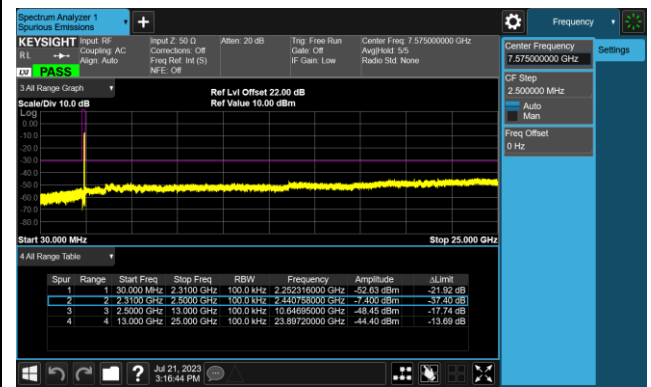 Spectrum Analyzer 1
Spurious Emissions
Frequency
KEYSIGHT Input: RF Input Z: 50 Ω Atten: 20 dB Trig: Free Run Center Freq: 7.575000000 GHz
RL Coupling: AC Corrections: Off Gate: Off Avg|Hold: 5/5
Align: Auto Freq Ref: Int (S) IF Gain: Low Radio Std: None
LXI PASS NFE: Off
Center Frequency
7.575000000 GHz
Settings
CF Step
2.500000 MHz
Auto
Man
Freq Offset
0 Hz
3 All Range Graph
Ref Lvl Offset 22.00 dB
Scale/Div 10.0 dB Ref Value 10.00 dBm
Log
0.00
-10.0
-20.0
-30.0
-40.0
-50.0
-60.0
-70.0
-80.0
Start 30.000 MHz Stop 25.000 GHz
4 All Range Table
Spur Range Start Freq Stop Freq RBW Frequency Amplitude ΔLimit
1 1 30.000 MHz 2.3100 GHz 100.0 kHz 2.252316000 GHz -52.63 dBm -21.92 dB
2 2 2.3100 GHz 2.5000 GHz 100.0 kHz 2.440758000 GHz -7.400 dBm -37.40 dB
3 3 2.5000 GHz 13.000 GHz 100.0 kHz 10.64695000 GHz -48.45 dBm -17.74 dB
4 4 13.000 GHz 25.000 GHz 100.0 kHz 23.89720000 GHz -44.40 dBm -13.69 dB
Jul 21, 2023
3:16:44 PM